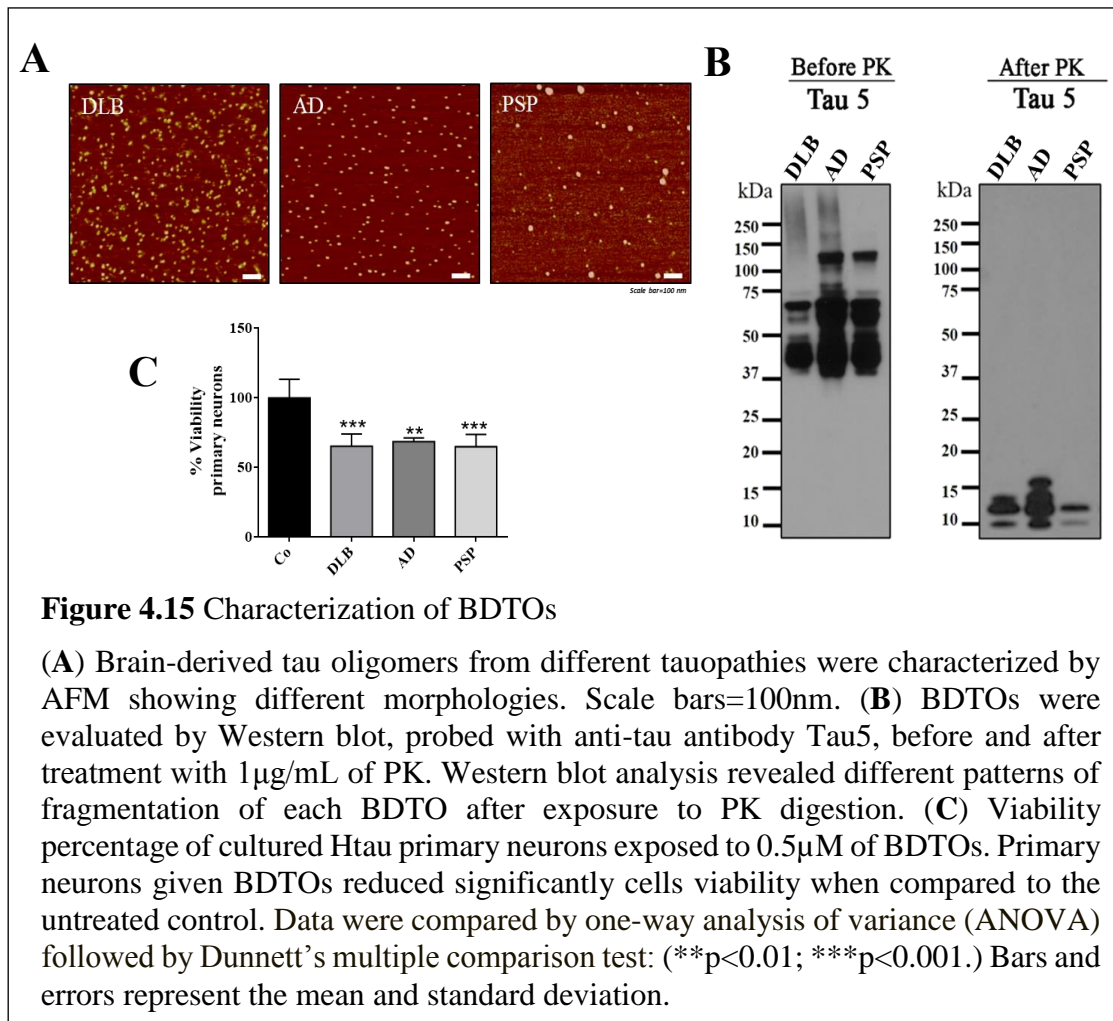 A
DLB
AD
PSP
Scale bar=100 nm
B
Before PK
Tau 5
DLB
AD
PSP
kDa
250
150
100
75
50
37
25
20
15
10
After PK
Tau 5
DLB
AD
PSP
kDa
250
150
100
75
50
37
25
20
15
10
C
% Viability
primary neurons
150
100
50
0
***
**
***
Co
DLB
AD
PSP
Figure 4.15 Characterization of BDTOs
(A) Brain-derived tau oligomers from different tauopathies were characterized by
AFM showing different morphologies. Scale bars=100nm. (B) BDTOs were
evaluated by Western blot, probed with anti-tau antibody Tau5, before and after
treatment with 1µg/mL of PK. Western blot analysis revealed different patterns of
fragmentation of each BDTO after exposure to PK digestion. (C) Viability
percentage of cultured Htau primary neurons exposed to 0.5µM of BDTOs. Primary
neurons given BDTOs reduced significantly cells viability when compared to the
untreated control. Data were compared by one-way analysis of variance (ANOVA)
followed by Dunnett’s multiple comparison test: (**p<0.01; ***p<0.001.) Bars and
errors represent the mean and standard deviation.